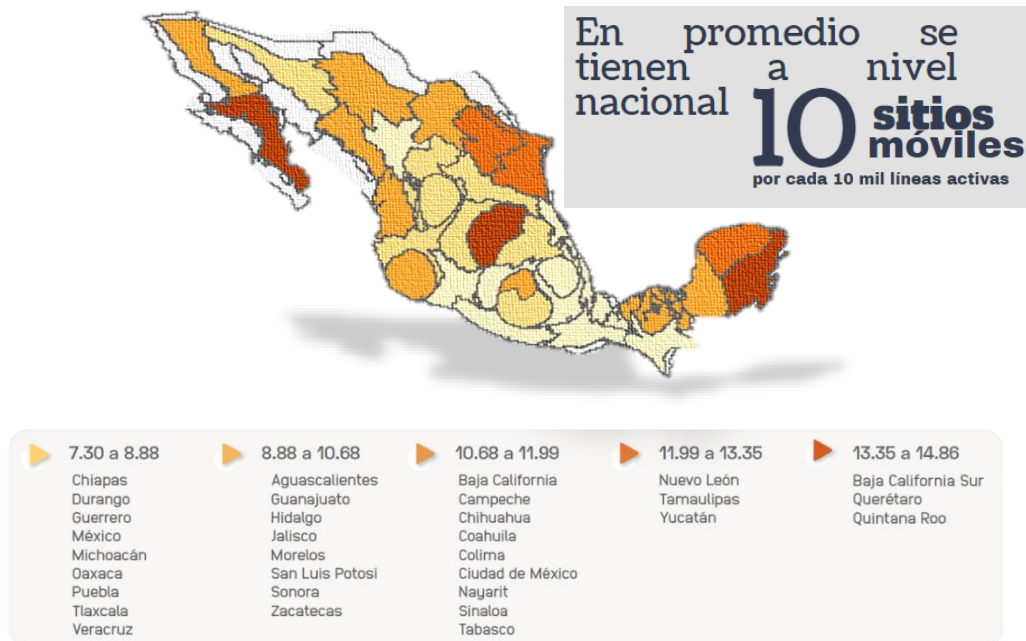 En promedio se
tienen a nivel
nacional 10 sitios
móviles
por cada 10 mil líneas activas
7.30 a 8.88
Chiapas
Durango
Guerrero
México
Michoacán
Oaxaca
Puebla
Tlaxcala
Veracruz
8.88 a 10.68
Aguascalientes
Guanajuato
Hidalgo
Jalisco
Morelos
San Luis Potosí
Sonora
Zacatecas
10.68 a 11.99
Baja California
Campeche
Chihuahua
Coahuila
Colima
Ciudad de México
Nayarit
Sinaloa
Tabasco
11.99 a 13.35
Nuevo León
Tamaulipas
Yucatán
13.35 a 14.86
Baja California Sur
Querétaro
Quintana Roo